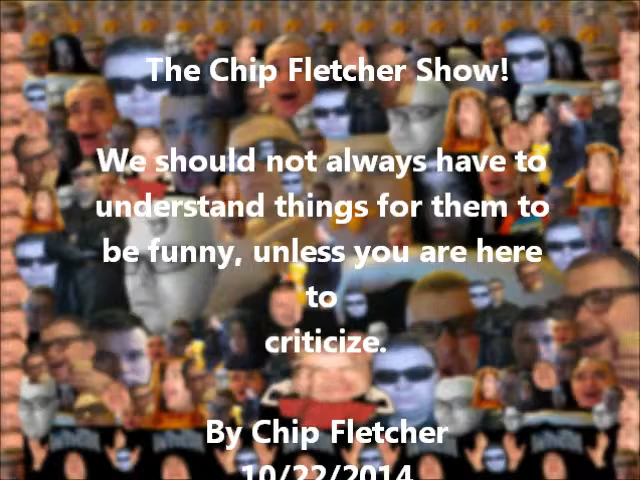 The Chip Fletcher Show!
We should not always have to
understand things for them to
be funny, unless you are here
to
criticize.
By Chip Fletcher
10/22/2014